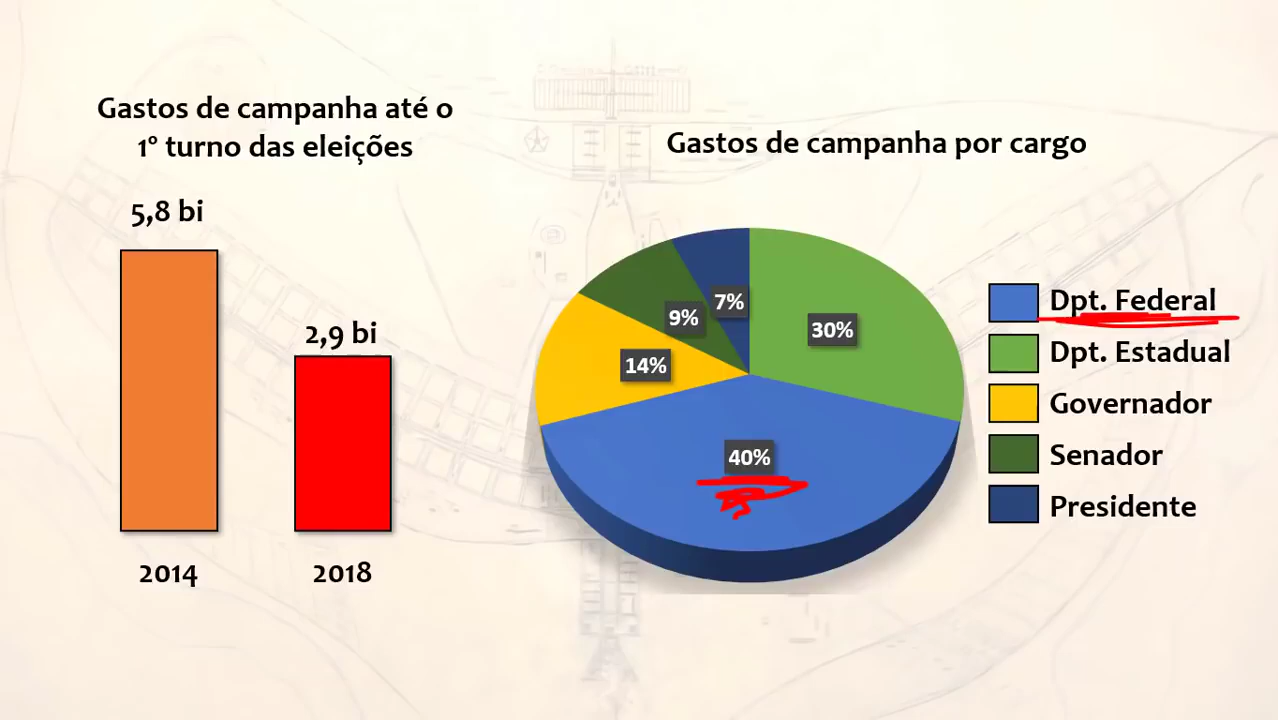 Gastos de campanha até o
1º turno das eleições
5,8 bi
2,9 bi
2014
2018
Gastos de campanha por cargo
7%
9%
30%
14%
40%
Dpt. Federal
Dpt. Estadual
Governador
Senador
Presidente